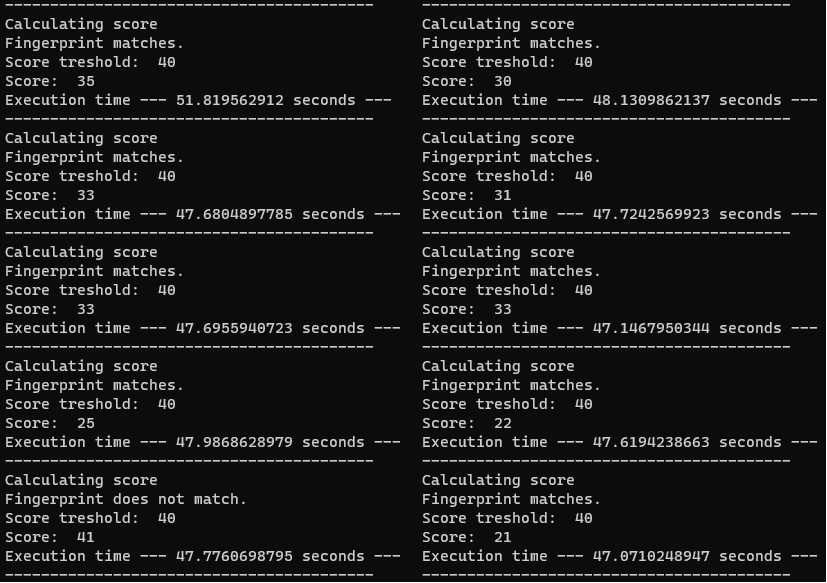 ----------------------------------------
Calculating score
Fingerprint matches.
Score treshold:  40
Score:  35
Execution time --- 51.819562912 seconds ---
----------------------------------------
Calculating score
Fingerprint matches.
Score treshold:  40
Score:  33
Execution time --- 47.6804897785 seconds ---
----------------------------------------
Calculating score
Fingerprint matches.
Score treshold:  40
Score:  33
Execution time --- 47.6955940723 seconds ---
----------------------------------------
Calculating score
Fingerprint matches.
Score treshold:  40
Score:  25
Execution time --- 47.9868628979 seconds ---
----------------------------------------
Calculating score
Fingerprint does not match.
Score treshold:  40
Score:  41
Execution time --- 47.7760698795 seconds ---
----------------------------------------
----------------------------------------
Calculating score
Fingerprint matches.
Score treshold:  40
Score:  30
Execution time --- 48.1309862137 seconds ---
----------------------------------------
Calculating score
Fingerprint matches.
Score treshold:  40
Score:  31
Execution time --- 47.7242569923 seconds ---
----------------------------------------
Calculating score
Fingerprint matches.
Score treshold:  40
Score:  33
Execution time --- 47.1467950344 seconds ---
----------------------------------------
Calculating score
Fingerprint matches.
Score treshold:  40
Score:  22
Execution time --- 47.6194238663 seconds ---
----------------------------------------
Calculating score
Fingerprint matches.
Score treshold:  40
Score:  21
Execution time --- 47.0710248947 seconds ---
----------------------------------------